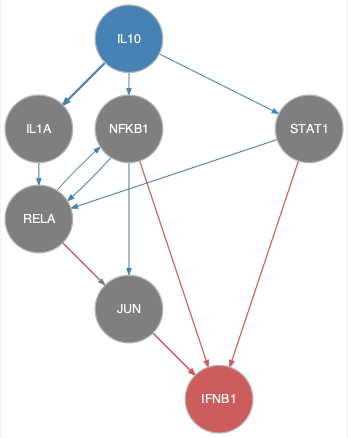 IL10
IL1A
NFKB1
STAT1
RELA
JUN
IFNB1